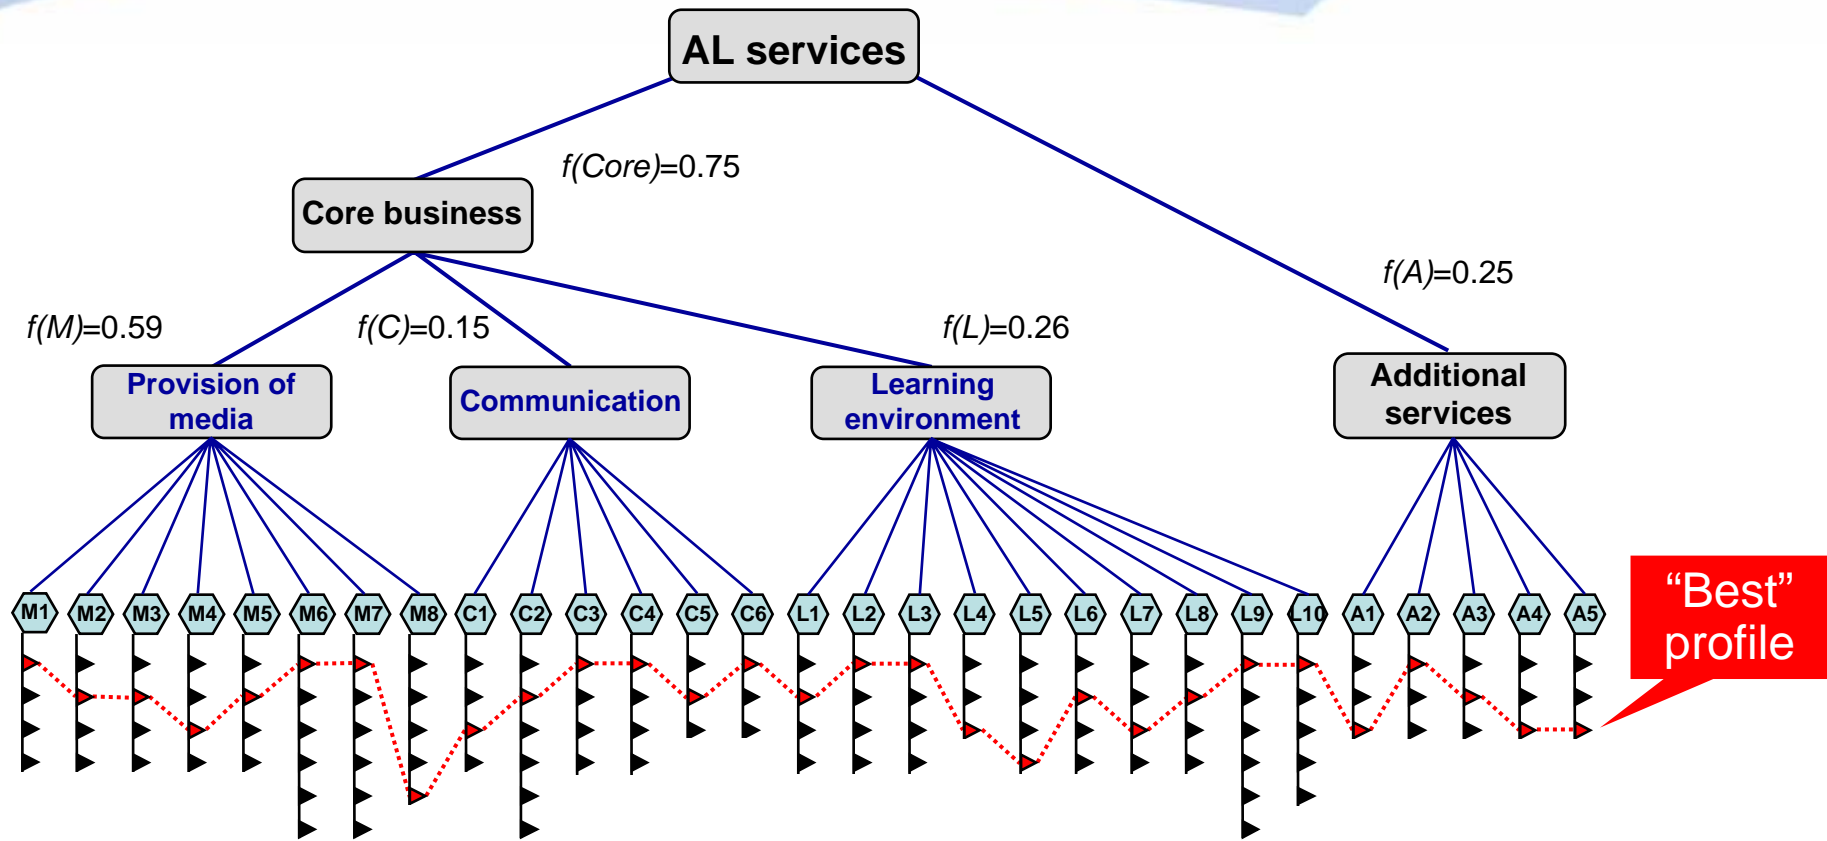 AL services
f(Core)=0.75
Core business
f(A)=0.25
f(M)=0.59
f(C)=0.15
f(L)=0.26
Provision of
media
Communication
Learning
environment
Additional
services
M1 M2 M3 M4 M5 M6 M7 M8 C1 C2 C3 C4 C5 C6 L1 L2 L3 L4 L5 L6 L7 L8 L9 L10 A1 A2 A3 A4 A5
“Best”
profile